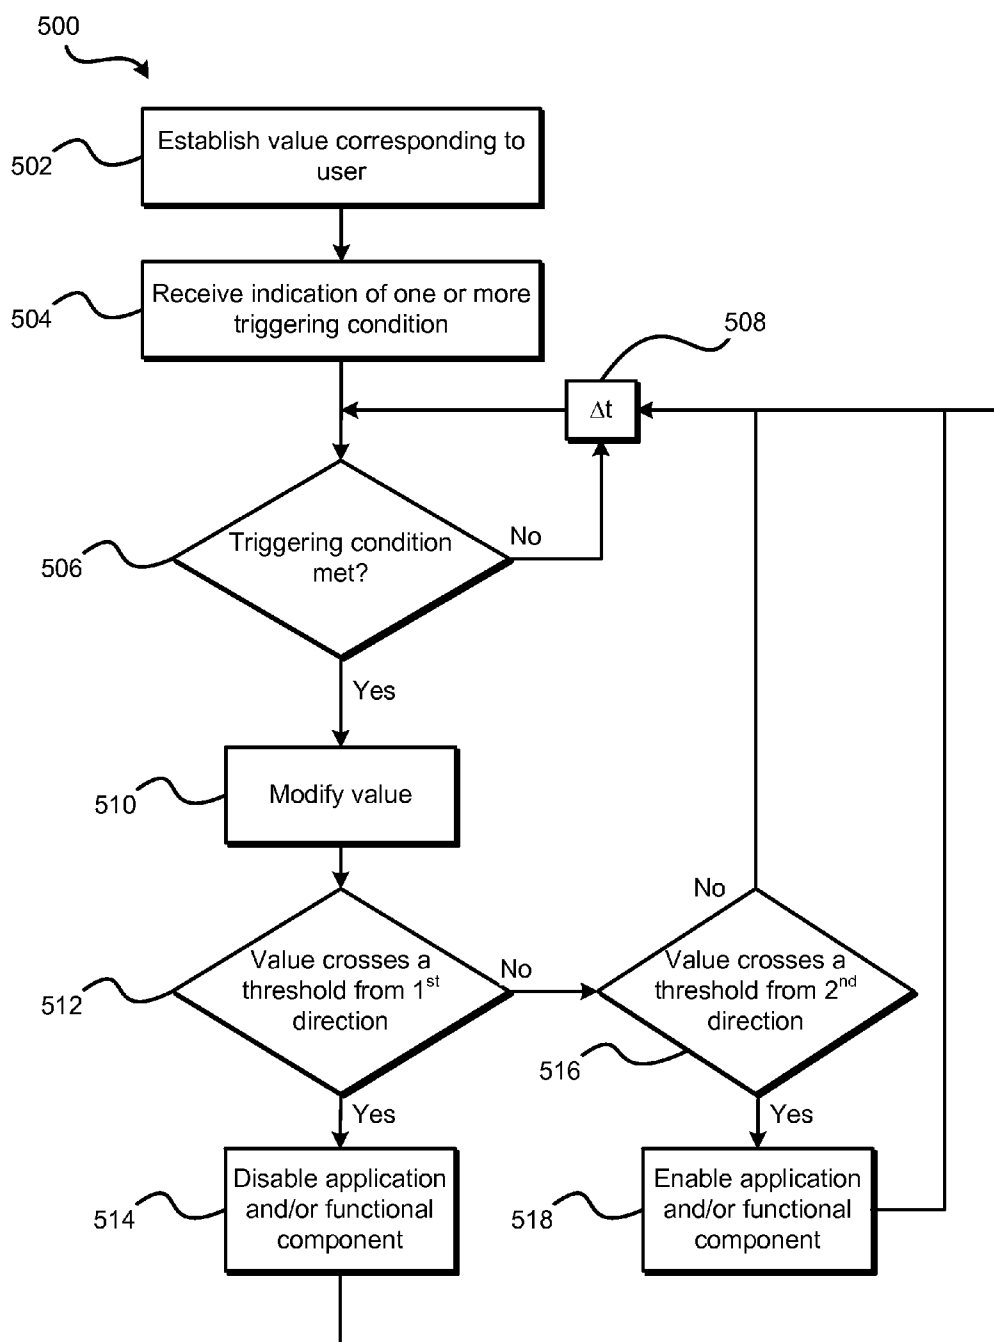 500
Establish value corresponding to
user
502
Receive indication of one or more
triggering condition
504
508
Δt
Triggering condition
met?
No
506
Yes
Modify value
510
No
Value crosses a
threshold from 1st
direction
No
512
Value crosses a
threshold from 2nd
direction
516
Yes
Yes
Disable application
and/or functional
component
514
Enable application
and/or functional
component
518